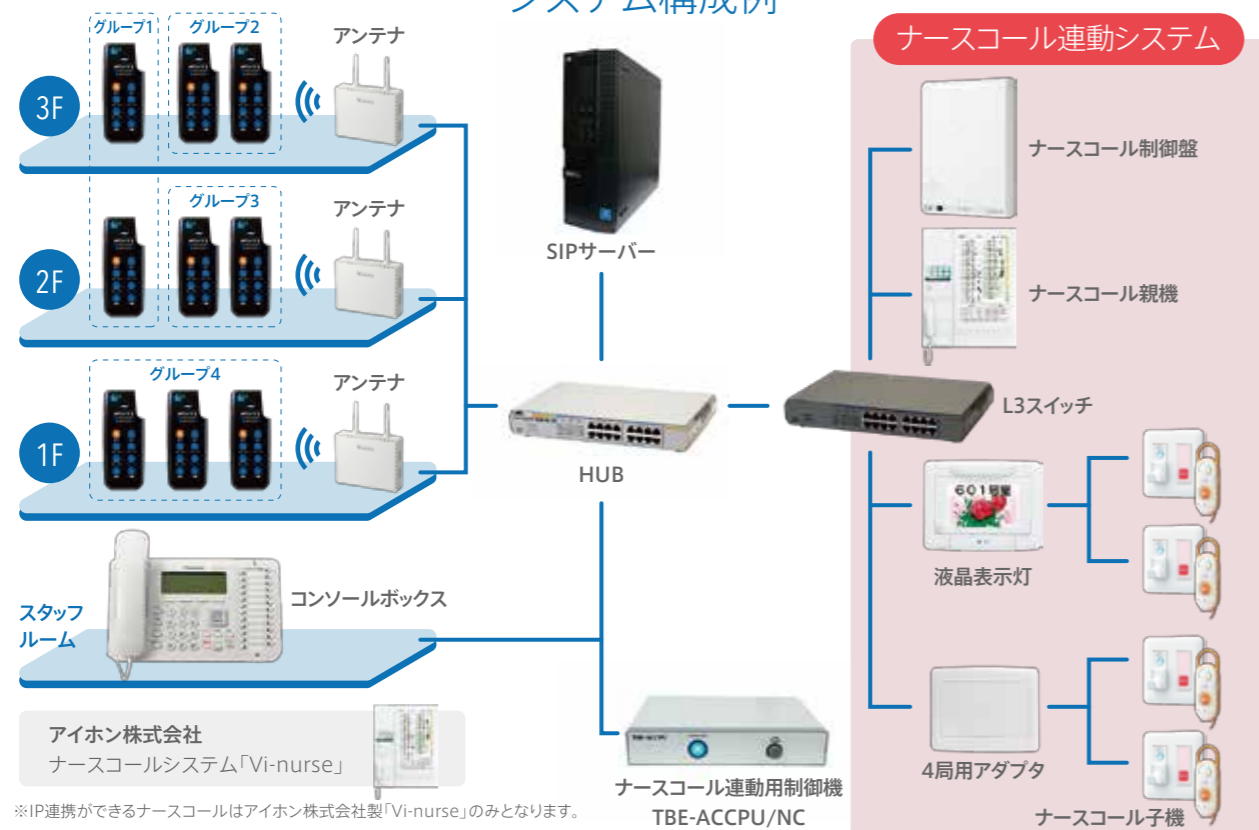 システム構成例
ナースコール連動システム
グループ1
グループ2
アンテナ
3F
ナースコール制御盤
グループ3
アンテナ
2F
SIPサーバー
ナースコール親機
グループ4
アンテナ
1F
L3スイッチ
HUB
601号室
液晶表示灯
コンソールボックス
スタッフ
ルーム
アイホン株式会社
ナースコールシステム「Vi-nurse」
TBE-ACCPU
4局用アダプタ
ナースコール連動用制御機
TBE-ACCPU/NC
ナースコール子機
※IP連携ができるナースコールはアイホン株式会社製「Vi-nurse」のみとなります。